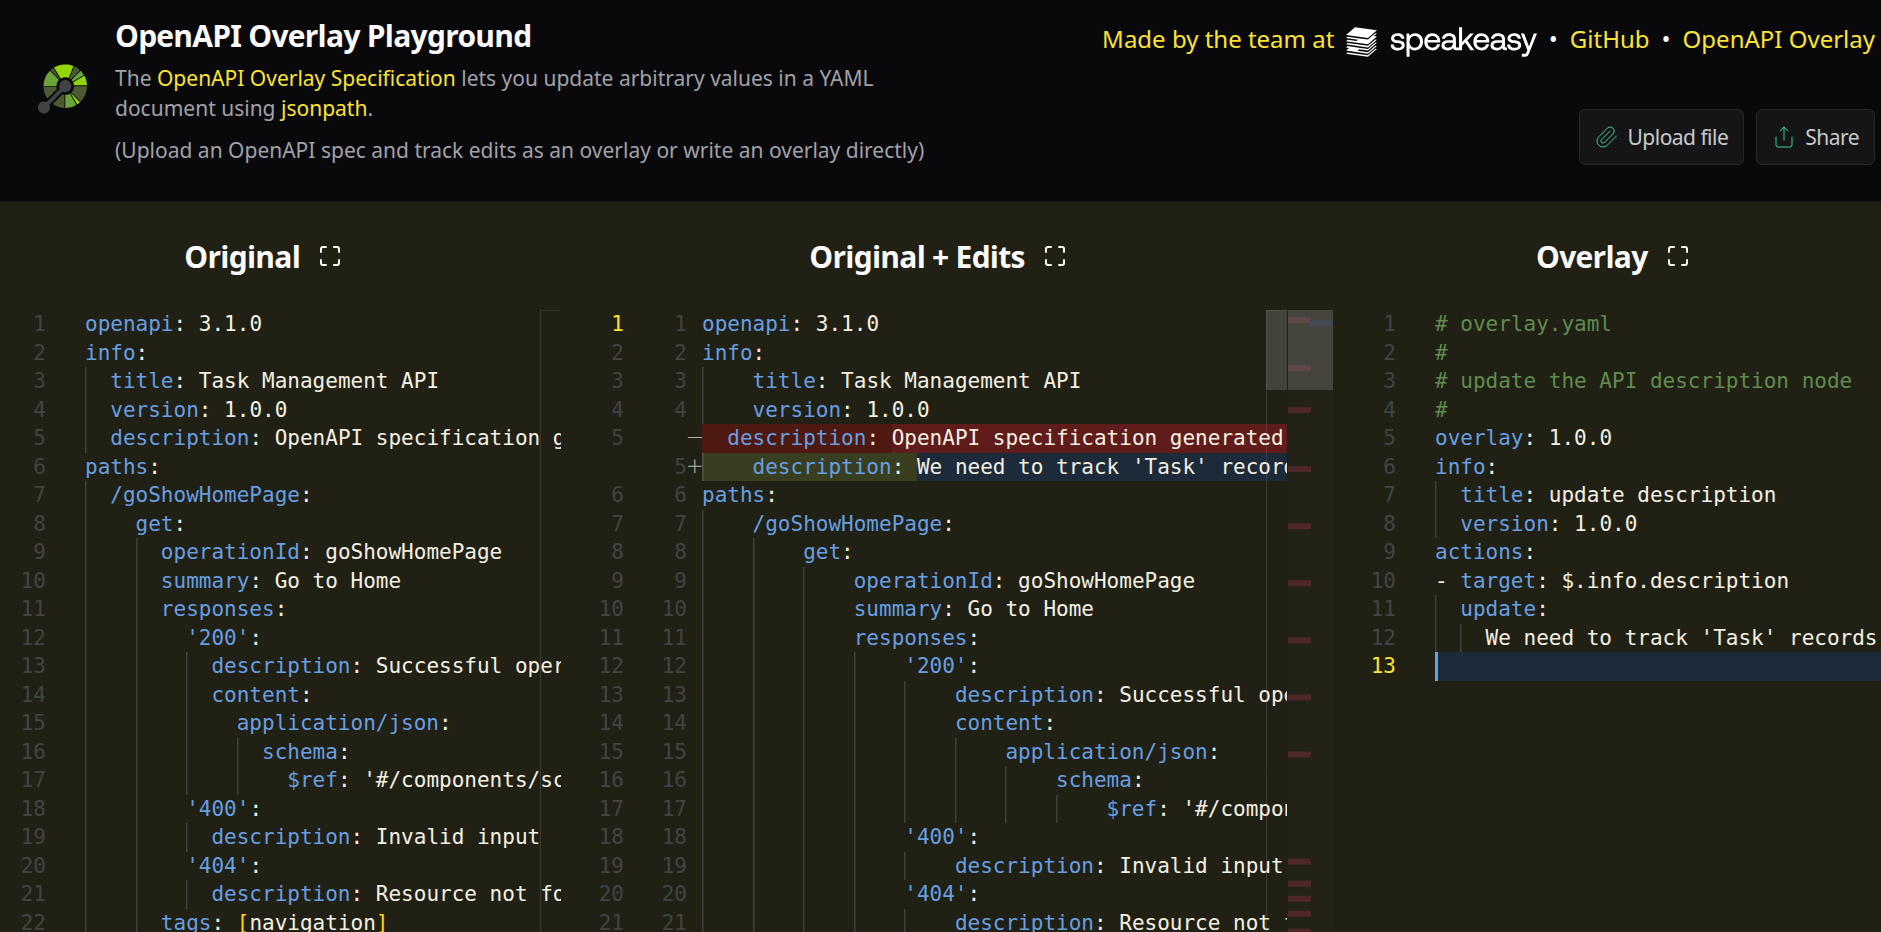 OpenAPI Overlay Playground
The OpenAPI Overlay Specification lets you update arbitrary values in a YAML
document using jsonpath.
(Upload an OpenAPI spec and track edits as an overlay or write an overlay directly)
Made by the team at speakeasy • GitHub • OpenAPI Overlay
Upload file
Share
Original
1 openapi: 3.1.0
2 info:
3 title: Task Management API
4 version: 1.0.0
5 description: OpenAPI specification g
6 paths:
7 /goShowHomePage:
8 get:
9 operationId: goShowHomePage
10 summary: Go to Home
11 responses:
12 '200':
13 description: Successful oper
14 content:
15 application/json:
16 schema:
17 $ref: '#/components/sc
18 '400':
19 description: Invalid input
20 '404':
21 description: Resource not fo
22 tags: [navigation]
Original + Edits
1 1 openapi: 3.1.0
2 2 info:
3 3 title: Task Management API
4 4 version: 1.0.0
5 — description: OpenAPI specification generated
5+ description: We need to track 'Task' recor
6 6 paths:
7 7 /goShowHomePage:
8 8 get:
9 9 operationId: goShowHomePage
10 10 summary: Go to Home
11 11 responses:
12 12 '200':
13 13 description: Successful ope
14 14 content:
15 15 application/json:
16 16 schema:
17 17 $ref: '#/compon
18 18 '400':
19 19 description: Invalid input
20 20 '404':
21 21 description: Resource not
Overlay
1 # overlay.yaml
2 #
3 # update the API description node
4 #
5 overlay: 1.0.0
6 info:
7 title: update description
8 version: 1.0.0
9 actions:
10 - target: $.info.description
11 update:
12 We need to track 'Task' records
13